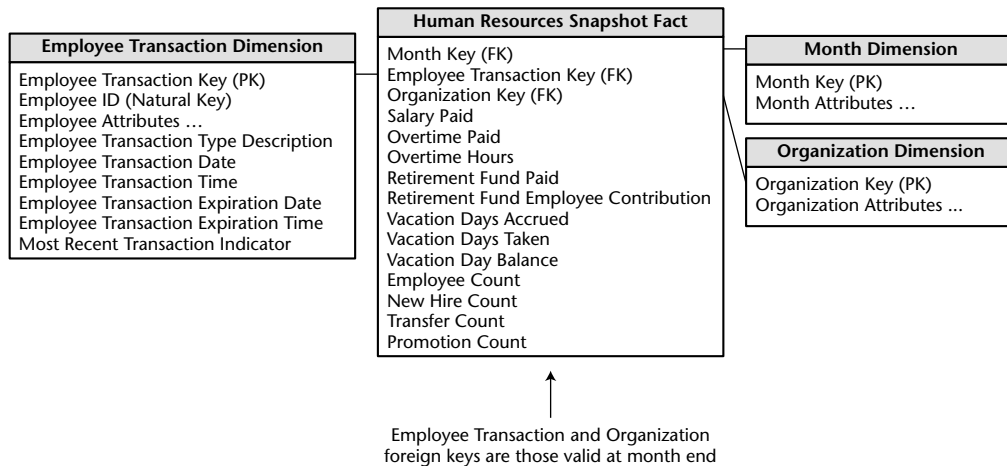 Employee Transaction Dimension
Employee Transaction Key (PK)
Employee ID (Natural Key)
Employee Attributes ...
Employee Transaction Type Description
Employee Transaction Date
Employee Transaction Time
Employee Transaction Expiration Date
Employee Transaction Expiration Time
Most Recent Transaction Indicator
Human Resources Snapshot Fact
Month Key (FK)
Employee Transaction Key (FK)
Organization Key (FK)
Salary Paid
Overtime Paid
Overtime Hours
Retirement Fund Paid
Retirement Fund Employee Contribution
Vacation Days Accrued
Vacation Days Taken
Vacation Day Balance
Employee Count
New Hire Count
Transfer Count
Promotion Count
Month Dimension
Month Key (PK)
Month Attributes ...
Organization Dimension
Organization Key (PK)
Organization Attributes ...
Employee Transaction and Organization
foreign keys are those valid at month end